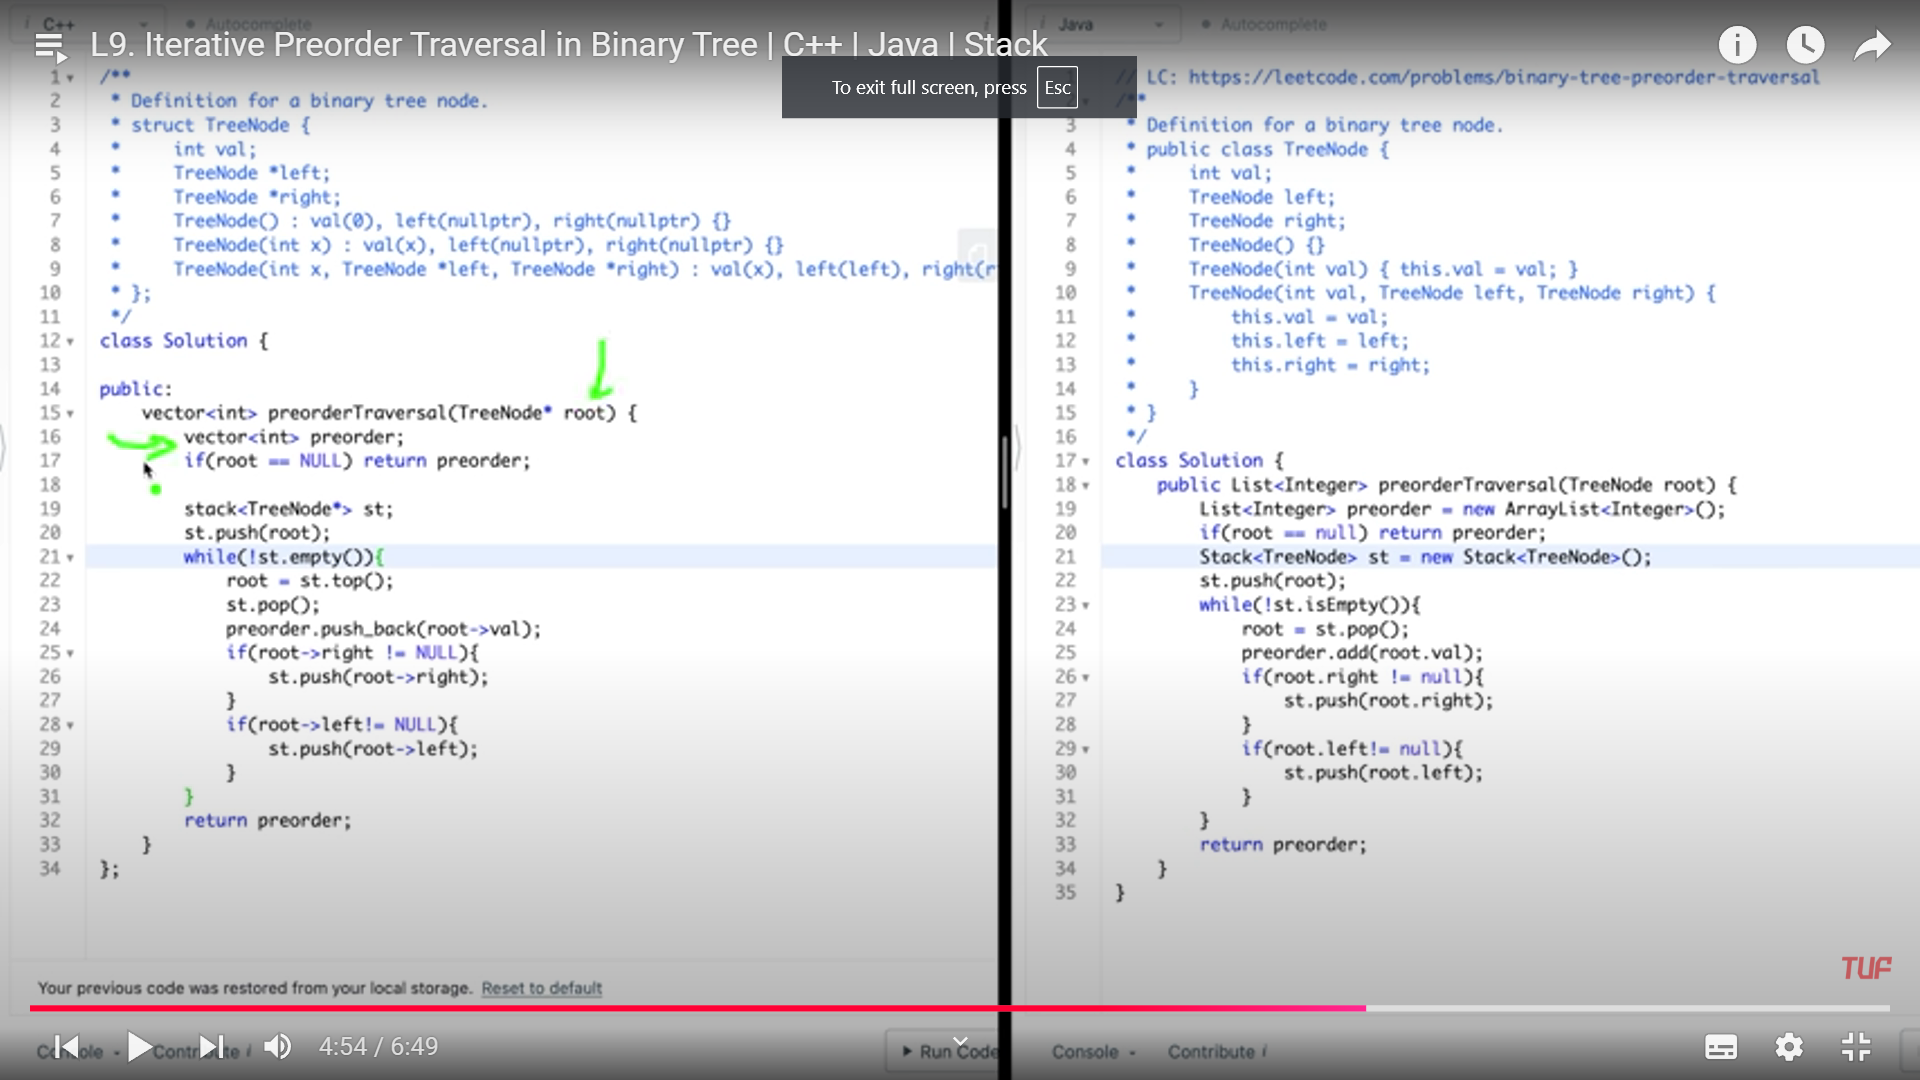 C++
Autocomplete
i
Java
Autocomplete
L9. Iterative Preorder Traversal in Binary Tree | C++ | Java | Stack
To exit full screen, press Esc
1 /**
2 * Definition for a binary tree node.
3 * struct TreeNode {
4 *     int val;
5 *     TreeNode *left;
6 *     TreeNode *right;
7 *     TreeNode() : val(0), left(nullptr), right(nullptr) {}
8 *     TreeNode(int x) : val(x), left(nullptr), right(nullptr) {}
9 *     TreeNode(int x, TreeNode *left, TreeNode *right) : val(x), left(left), right(r
10 * };
11 */
12 class Solution {
13
14 public:
15     vector<int> preorderTraversal(TreeNode* root) {
16         vector<int> preorder;
17         if(root == NULL) return preorder;
18
19         stack<TreeNode*> st;
20         st.push(root);
21         while(!st.empty()){
22             root = st.top();
23             st.pop();
24             preorder.push_back(root->val);
25             if(root->right != NULL){
26                 st.push(root->right);
27             }
28             if(root->left!= NULL){
29                 st.push(root->left);
30             }
31         }
32         return preorder;
33     }
34 };
// LC: https://leetcode.com/problems/binary-tree-preorder-traversal
/**
3 * Definition for a binary tree node.
4 * public class TreeNode {
5 *     int val;
6 *     TreeNode left;
7 *     TreeNode right;
8 *     TreeNode() {}
9 *     TreeNode(int val) { this.val = val; }
10 *     TreeNode(int val, TreeNode left, TreeNode right) {
11 *         this.val = val;
12 *         this.left = left;
13 *         this.right = right;
14 *     }
15 * }
16 */
17 class Solution {
18     public List<Integer> preorderTraversal(TreeNode root) {
19         List<Integer> preorder = new ArrayList<Integer>();
20         if(root == null) return preorder;
21         Stack<TreeNode> st = new Stack<TreeNode>();
22         st.push(root);
23         while(!st.isEmpty()){
24             root = st.pop();
25             preorder.add(root.val);
26             if(root.right != null){
27                 st.push(root.right);
28             }
29             if(root.left!= null){
30                 st.push(root.left);
31             }
32         }
33         return preorder;
34     }
35 }
TUF
Your previous code was restored from your local storage. Reset to default
4:54 / 6:49
Console
Contribute i
Run Code
Console
Contribute i